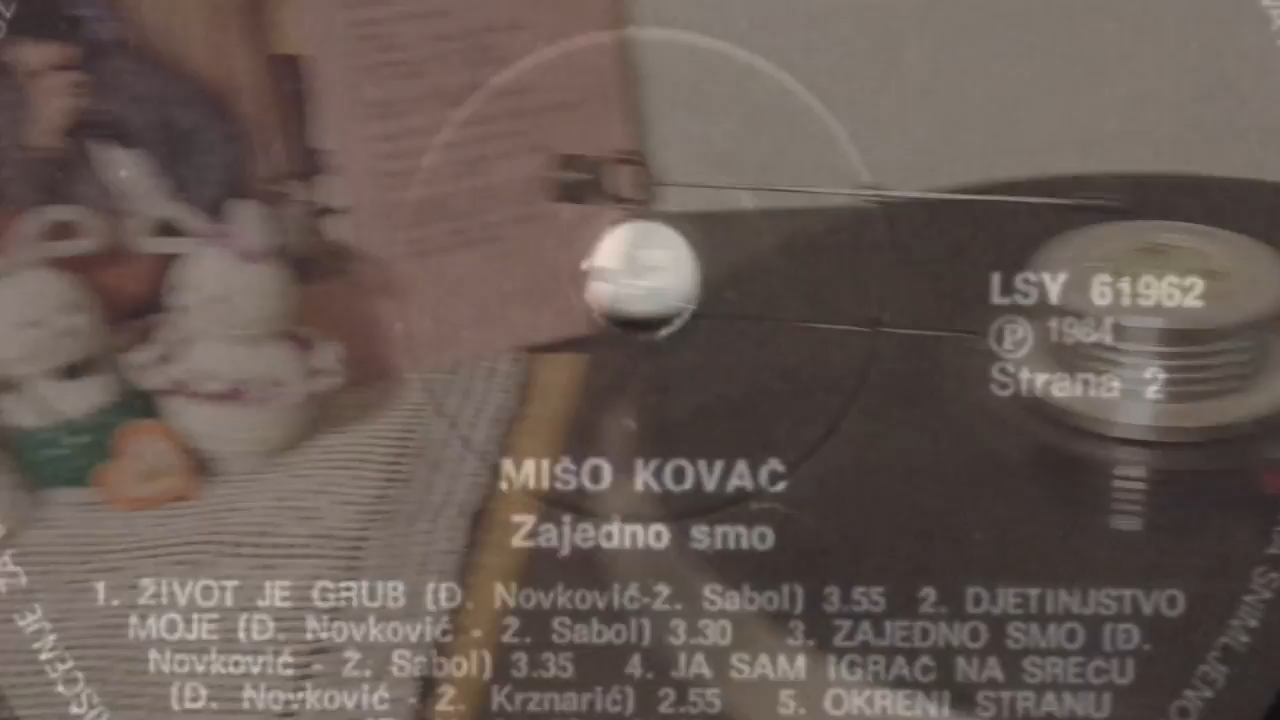 LSY 61962
Ⓟ 1984
Strana 2
MIŠO KOVAČ
Zajedno smo
1. ŽIVOT JE GRUB (Đ. Novković-Ž. Sabol) 3.55 2. DJETINJSTVO
MOJE (Đ. Novković - Ž. Sabol) 3.30 3. ZAJEDNO SMO (Đ.
Novković - Ž. Sabol) 3.35 4. JA SAM IGRAČ NA SREĆU
(Đ. Novković - Z. Krznarić) 2.55 5. OKRENI STRANU
SNIMLJENO